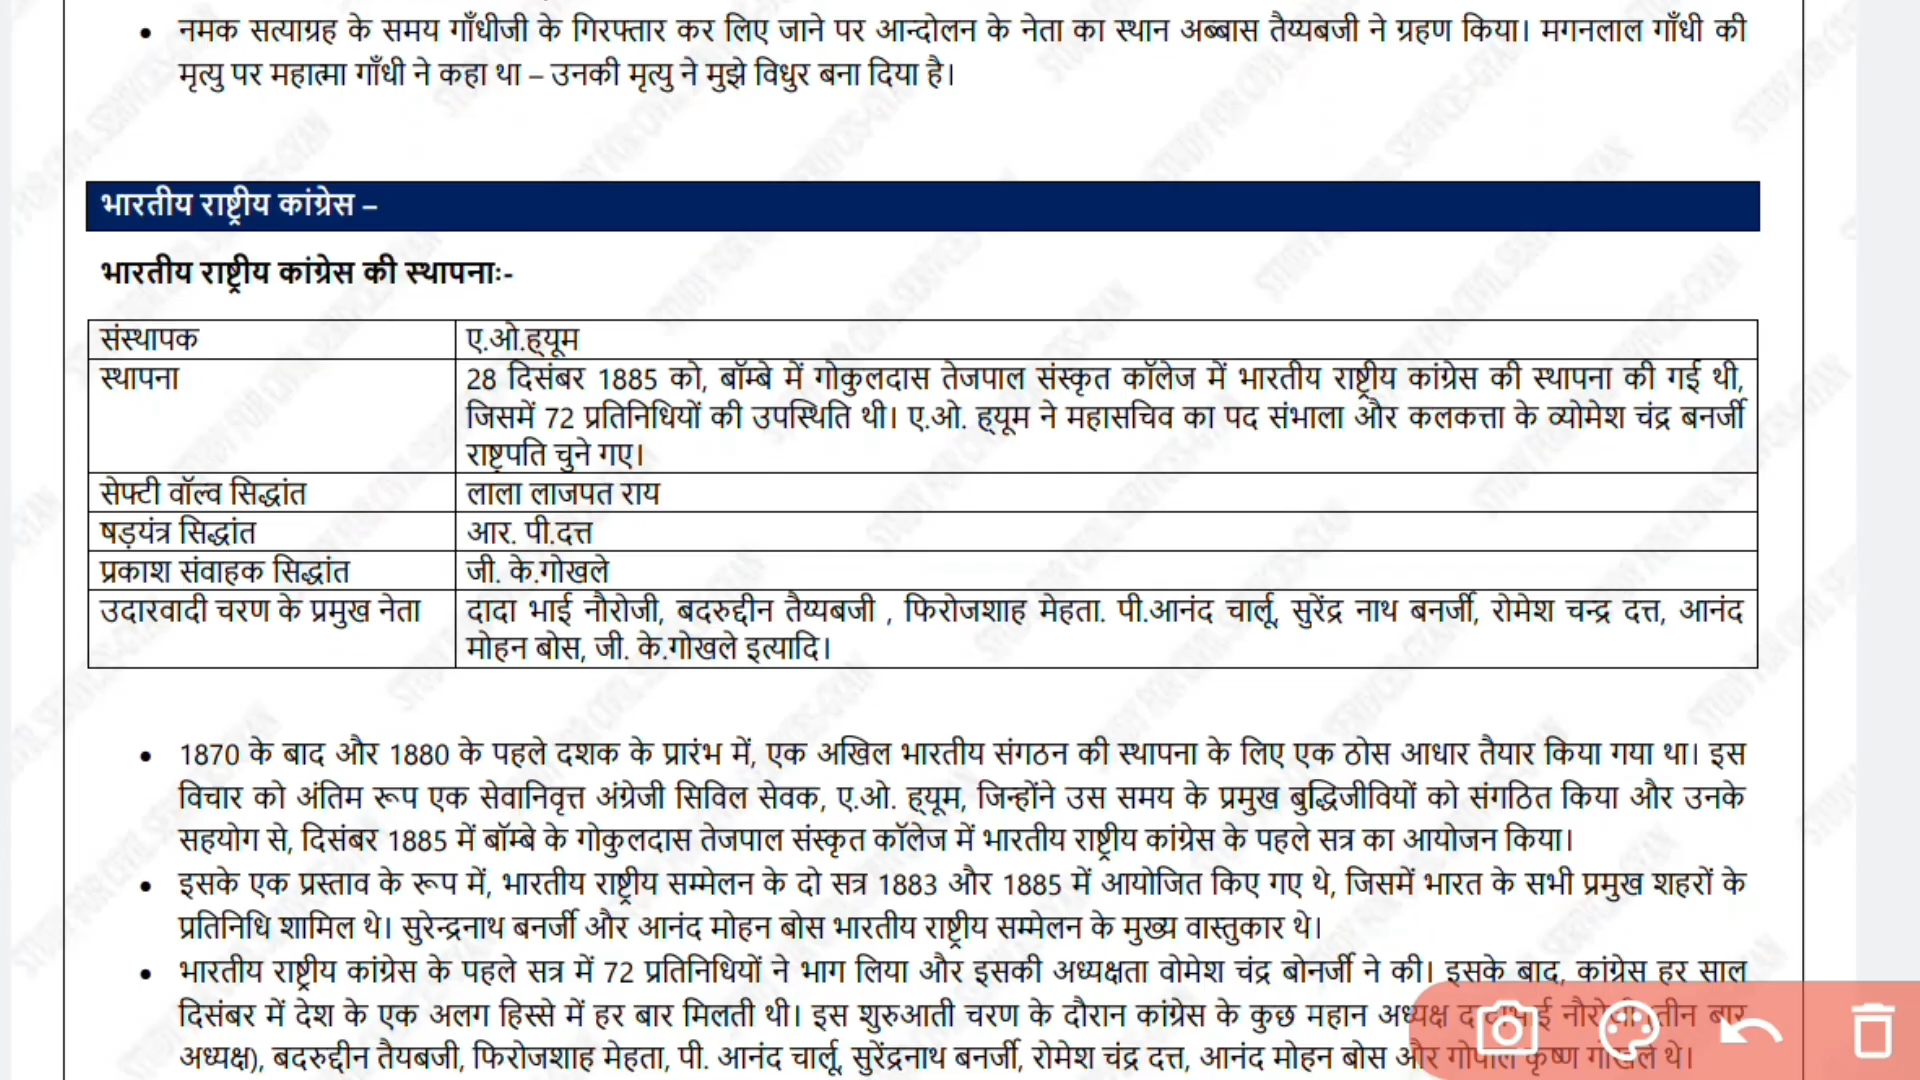 नमक सत्याग्रह के समय गाँधीजी के गिरफ्तार कर लिए जाने पर आन्दोलन के नेता का स्थान अब्बास तैय्यबजी ने ग्रहण किया। मगनलाल गाँधी की
मृत्यु पर महात्मा गाँधी ने कहा था – उनकी मृत्यु ने मुझे विधुर बना दिया है।
भारतीय राष्ट्रीय कांग्रेस –
भारतीय राष्ट्रीय कांग्रेस की स्थापनाः-
संस्थापक ए.ओ.ह्यूम
स्थापना 28 दिसंबर 1885 को, बॉम्बे में गोकुलदास तेजपाल संस्कृत कॉलेज में भारतीय राष्ट्रीय कांग्रेस की स्थापना की गई थी,
जिसमें 72 प्रतिनिधियों की उपस्थिति थी। ए.ओ. ह्यूम ने महासचिव का पद संभाला और कलकत्ता के व्योमेश चंद्र बनर्जी
राष्ट्रपति चुने गए।
सेफ्टी वॉल्व सिद्धांत लाला लाजपत राय
षड़यंत्र सिद्धांत आर. पी.दत्त
प्रकाश संवाहक सिद्धांत जी. के.गोखले
उदारवादी चरण के प्रमुख नेता दादा भाई नौरोजी, बदरुद्दीन तैय्यबजी , फिरोजशाह मेहता. पी.आनंद चार्लू, सुरेंद्र नाथ बनर्जी, रोमेश चन्द्र दत्त, आनंद
मोहन बोस, जी. के.गोखले इत्यादि।
1870 के बाद और 1880 के पहले दशक के प्रारंभ में, एक अखिल भारतीय संगठन की स्थापना के लिए एक ठोस आधार तैयार किया गया था। इस
विचार को अंतिम रूप एक सेवानिवृत्त अंग्रेजी सिविल सेवक, ए.ओ. ह्यूम, जिन्होंने उस समय के प्रमुख बुद्धिजीवियों को संगठित किया और उनके
सहयोग से, दिसंबर 1885 में बॉम्बे के गोकुलदास तेजपाल संस्कृत कॉलेज में भारतीय राष्ट्रीय कांग्रेस के पहले सत्र का आयोजन किया।
इसके एक प्रस्ताव के रूप में, भारतीय राष्ट्रीय सम्मेलन के दो सत्र 1883 और 1885 में आयोजित किए गए थे, जिसमें भारत के सभी प्रमुख शहरों के
प्रतिनिधि शामिल थे। सुरेन्द्रनाथ बनर्जी और आनंद मोहन बोस भारतीय राष्ट्रीय सम्मेलन के मुख्य वास्तुकार थे।
भारतीय राष्ट्रीय कांग्रेस के पहले सत्र में 72 प्रतिनिधियों ने भाग लिया और इसकी अध्यक्षता वोमेश चंद्र बोनर्जी ने की। इसके बाद, कांग्रेस हर साल
दिसंबर में देश के एक अलग हिस्से में हर बार मिलती थी। इस शुरुआती चरण के दौरान कांग्रेस के कुछ महान अध्यक्ष तीन बार
अध्यक्ष), बदरुद्दीन तैयबजी, फिरोजशाह मेहता, पी. आनंद चार्लू, सुरेंद्रनाथ बनर्जी, रोमेश चंद्र दत्त, आनंद मोहन बोस और गोपाल कृष्ण गोखले थे।